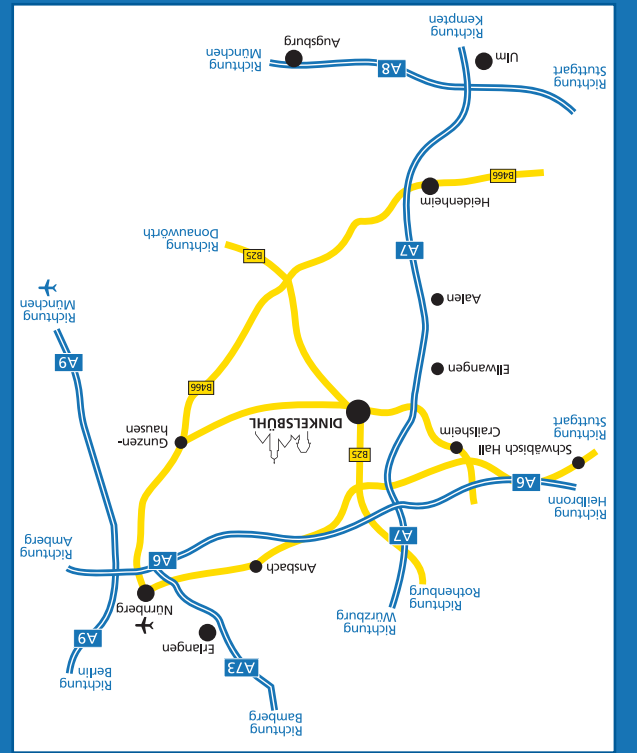 Richtung
Bamberg
A73
Richtung
Berlin
Erlangen
A9
Richtung
Würzburg
Nürnberg
Richtung
Rothenburg
Ansbach
A6
Richtung
Amberg
A7
Richtung
Heilbronn
A6
Schwäbisch Hall
Richtung
Stuttgart
B25
Crailsheim
Gunzen-
hausen
DINKELSBÜHL
B466
Ellwangen
A9
Richtung
München
Aalen
B25
A7
Richtung
Donauwörth
Heidenheim
B466
Richtung
Stuttgart
A8
Richtung
München
Ulm
Augsburg
Richtung
Kempten